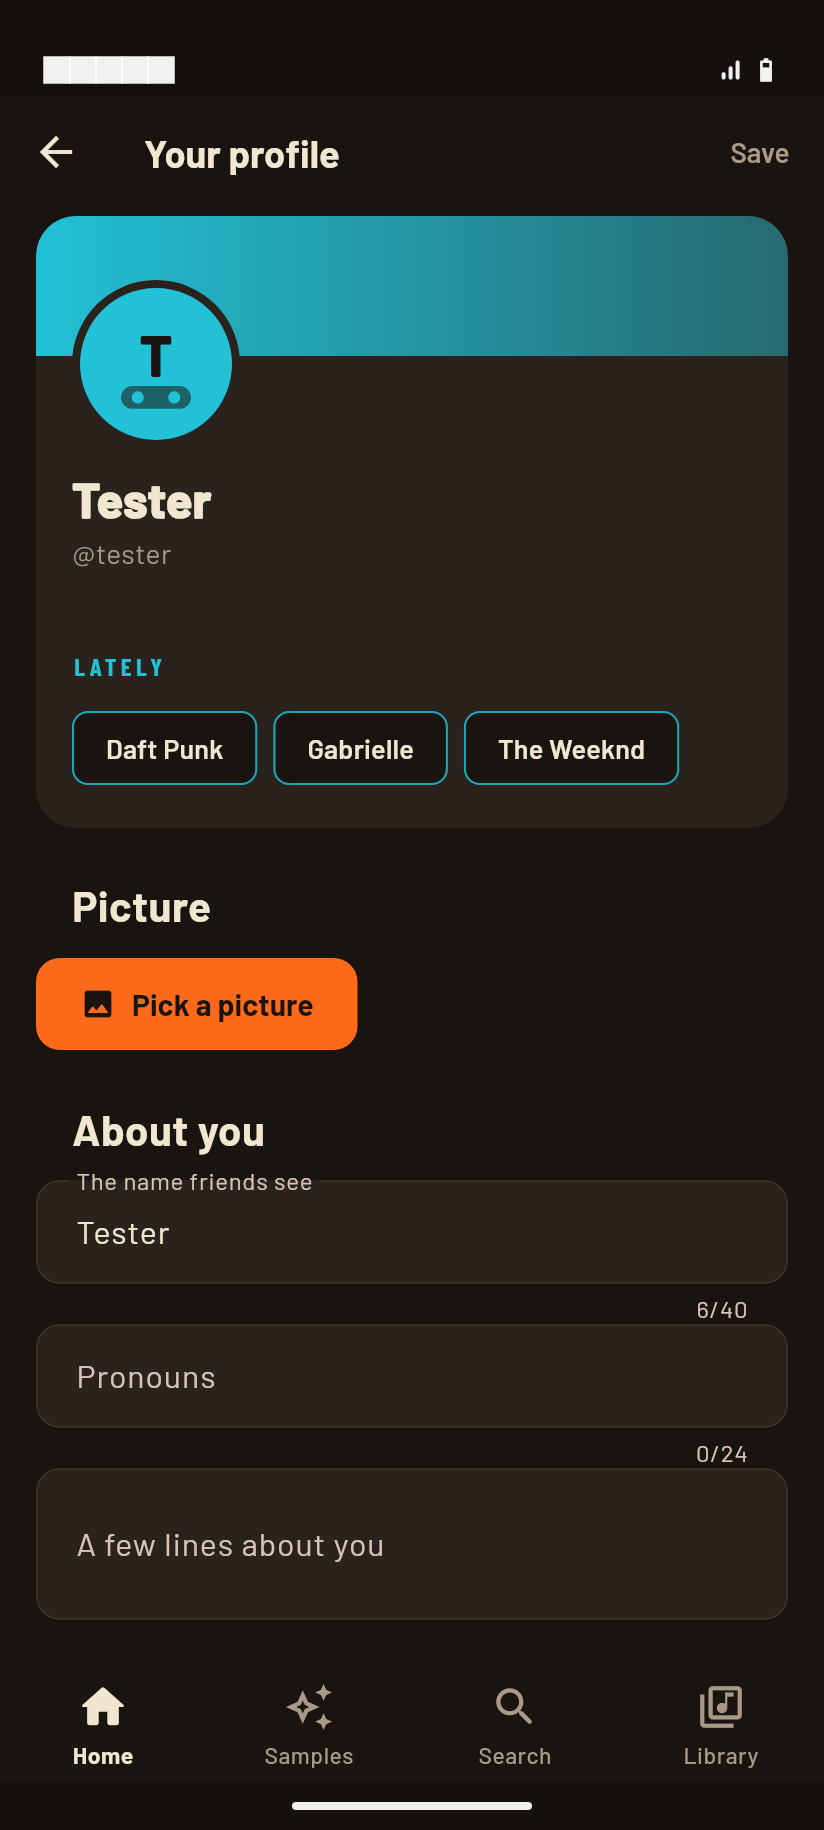 Your profile
Save
T
Tester
@tester
LATELY
Daft Punk
Gabrielle
The Weeknd
Picture
Pick a picture
About you
The name friends see
Tester
6/40
Pronouns
0/24
A few lines about you
Home
Samples
Search
Library